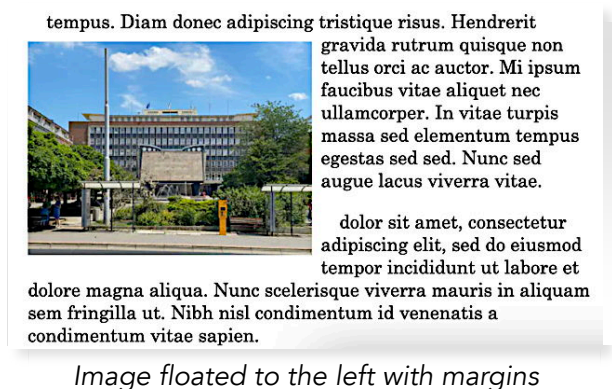 tempus. Diam donec adipiscing tristique risus. Hendrerit
gravida rutrum quisque non
tellus orci ac auctor. Mi ipsum
faucibus vitae aliquet nec
ullamcorper. In vitae turpis
massa sed elementum tempus
egestas sed sed. Nunc sed
augue lacus viverra vitae.
dolor sit amet, consectetur
adipiscing elit, sed do eiusmod
tempor incididunt ut labore et
dolore magna aliqua. Nunc scelerisque viverra mauris in aliquam
sem fringilla ut. Nibh nisl condimentum id venenatis a
condimentum vitae sapien.
Image floated to the left with margins